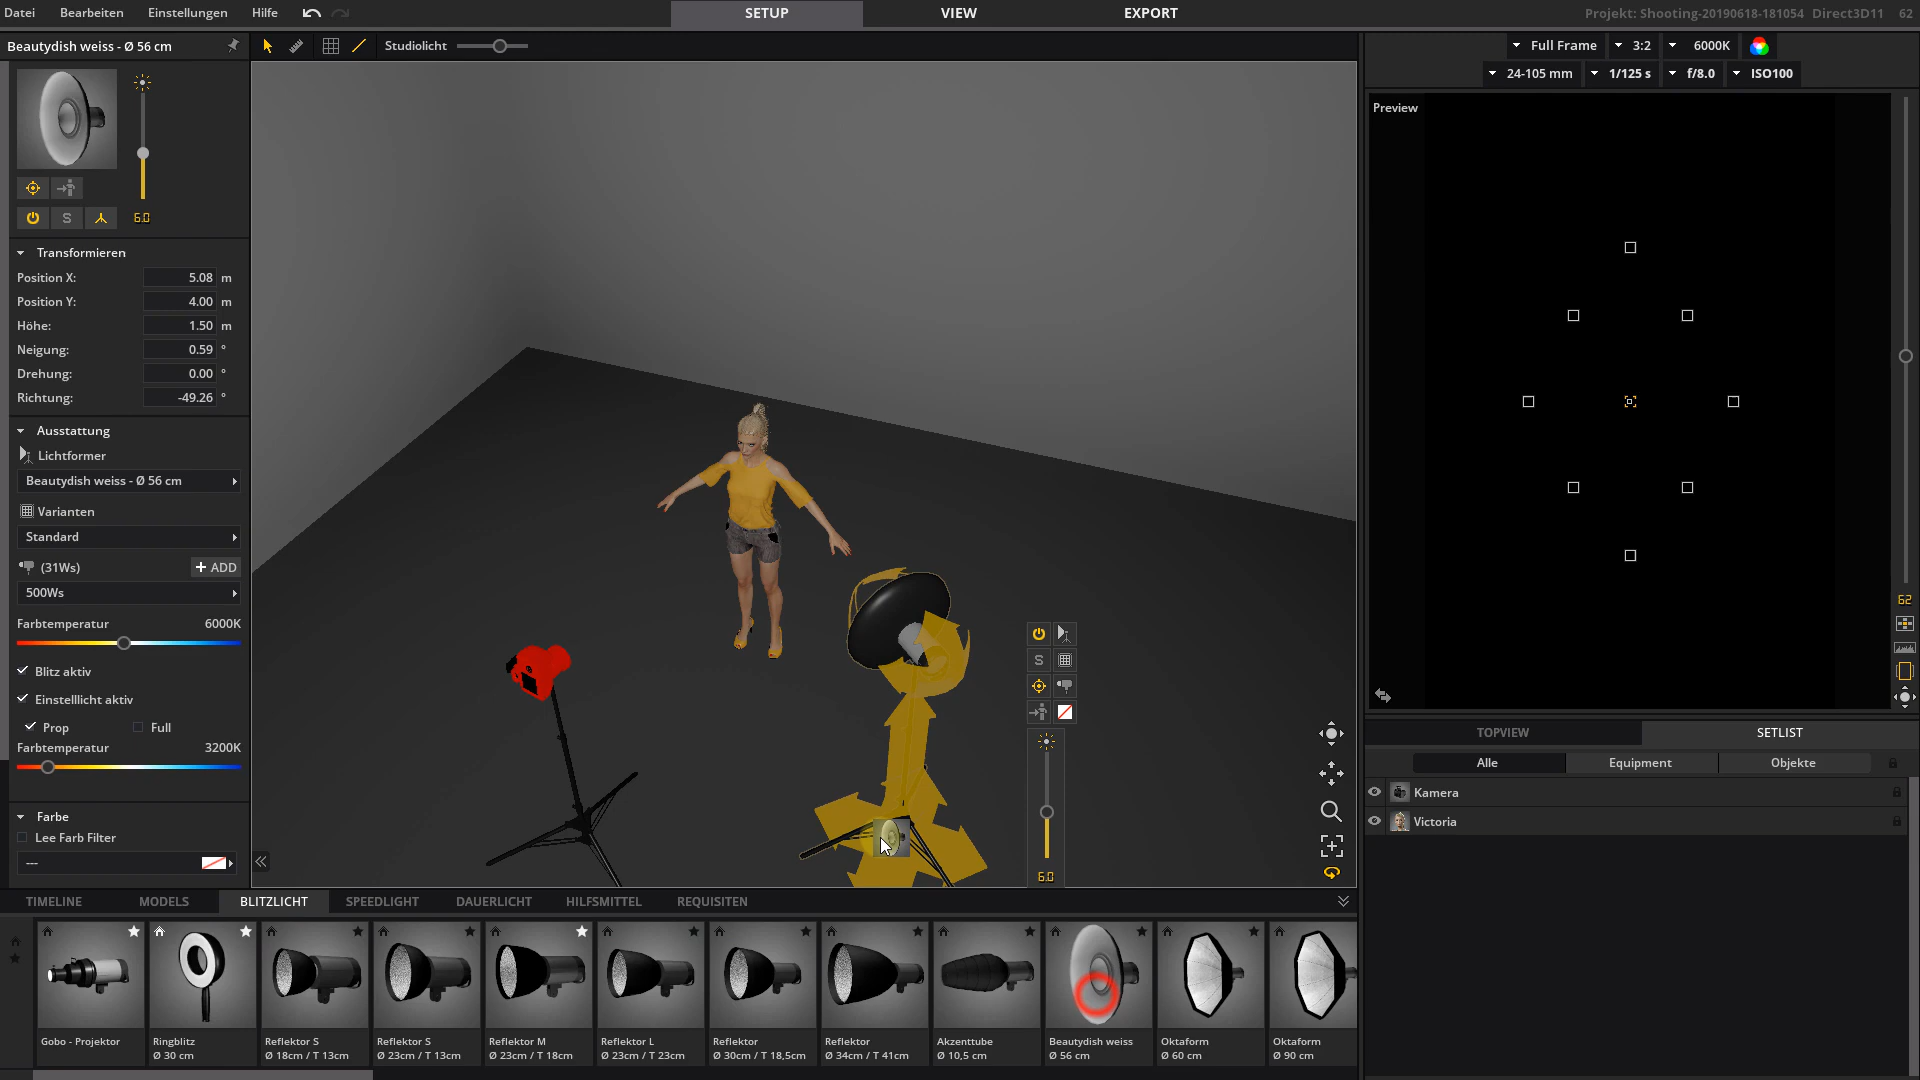 Datei Bearbeiten Einstellungen Hilfe SETUP VIEW EXPORT Projekt: Shooting-20190618-181054 Direct3D11 62
Beautydish weiss - Ø 56 cm
Studiolicht
Full Frame 3:2 6000K
24-105 mm 1/125 s f/8.0 ISO100
Preview
S
6.0
Transformieren
Position X: 5.08 m
Position Y: 4.00 m
Höhe: 1.50 m
Neigung: 0.59 °
Drehung: 0.00 °
Richtung: -49.26 °
Ausstattung
Lichtformer
Beautydish weiss - Ø 56 cm
Varianten
Standard
(31Ws) + ADD
500Ws
Farbtemperatur 6000K
Blitz aktiv
Einstelllicht aktiv
Prop Full
Farbtemperatur 3200K
Farbe
Lee Farb Filter
---
S
6.0
62
TOPVIEW SETLIST
Alle Equipment Objekte
Kamera
Victoria
TIMELINE MODELS BLITZLICHT SPEEDLIGHT DAUERLICHT HILFSMITTEL REQUISITEN
Gobo - Projektor
Ringblitz
Ø 30 cm
Reflektor S
Ø 18cm / T 13cm
Reflektor S
Ø 23cm / T 13cm
Reflektor M
Ø 23cm / T 18cm
Reflektor L
Ø 23cm / T 23cm
Reflektor
Ø 30cm / T 18,5cm
Reflektor
Ø 34cm / T 41cm
Akzenttube
Ø 10,5 cm
Beautydish weiss
Ø 56 cm
Oktaform
Ø 60 cm
Oktaform
Ø 90 cm